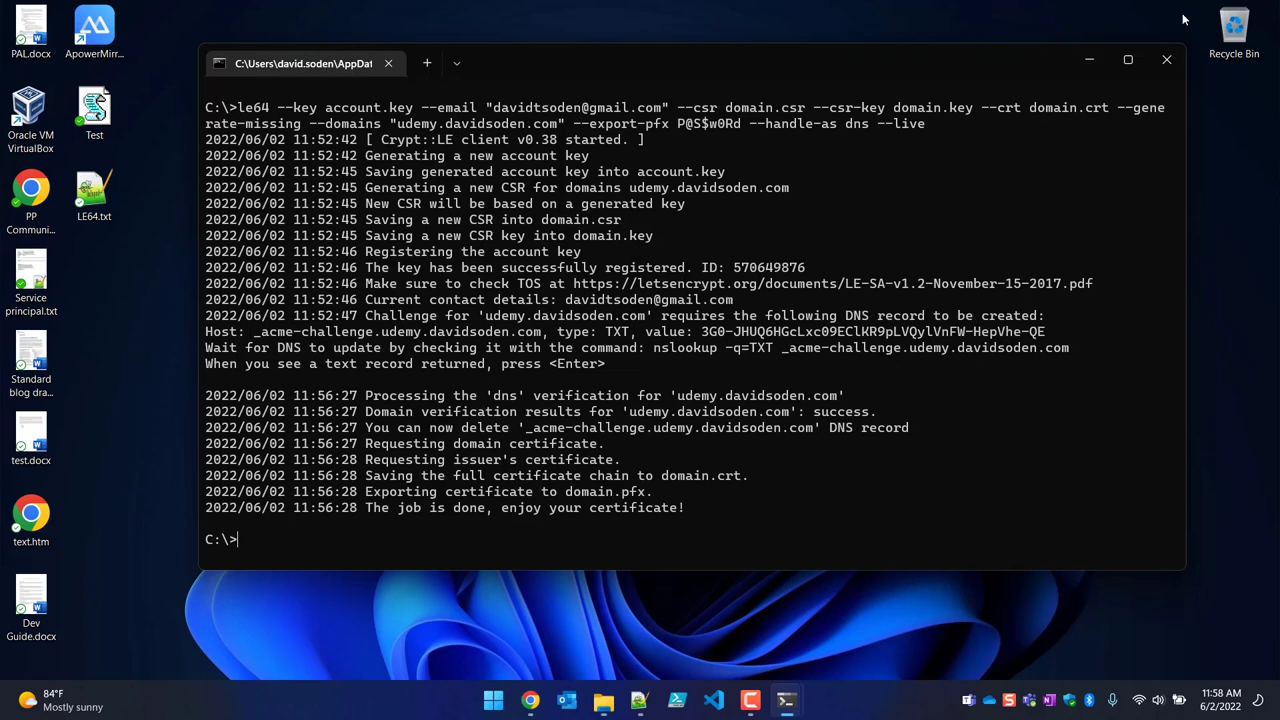 PAL.docx
ApowerMirr...
Oracle VM
VirtualBox
Test
PP
Communi...
LE64.txt
Service
principal.txt
Standard
blog dra...
test.docx
text.htm
Dev
Guide.docx
Recycle Bin
C:\Users\david.soden\AppDat
C:\>le64 --key account.key --email "davidtsoden@gmail.com" --csr domain.csr --csr-key domain.key --crt domain.crt --gene
rate-missing --domains "udemy.davidsoden.com" --export-pfx P@S$w0Rd --handle-as dns --live
2022/06/02 11:52:42 [ Crypt::LE client v0.38 started. ]
2022/06/02 11:52:42 Generating a new account key
2022/06/02 11:52:45 Saving generated account key into account.key
2022/06/02 11:52:45 Generating a new CSR for domains udemy.davidsoden.com
2022/06/02 11:52:45 New CSR will be based on a generated key
2022/06/02 11:52:45 Saving a new CSR into domain.csr
2022/06/02 11:52:45 Saving a new CSR key into domain.key
2022/06/02 11:52:46 Registering the account key
2022/06/02 11:52:46 The key has been successfully registered. ID: 570649876
2022/06/02 11:52:46 Make sure to check TOS at https://letsencrypt.org/documents/LE-SA-v1.2-November-15-2017.pdf
2022/06/02 11:52:46 Current contact details: davidtsoden@gmail.com
2022/06/02 11:52:47 Challenge for 'udemy.davidsoden.com' requires the following DNS record to be created:
Host: _acme-challenge.udemy.davidsoden.com, type: TXT, value:
Wait for DNS to update by checking it with the command: nslookup -q=TXT _acme-challenge.udemy.davidsoden.com
When you see a text record returned, press <Enter>
2022/06/02 11:56:27 Processing the 'dns' verification for 'udemy.davidsoden.com'
2022/06/02 11:56:27 Domain verification results for 'udemy.davidsoden.com': success.
2022/06/02 11:56:27 You can now delete '_acme-challenge.udemy.davidsoden.com' DNS record
2022/06/02 11:56:27 Requesting domain certificate.
2022/06/02 11:56:28 Requesting issuer's certificate.
2022/06/02 11:56:28 Saving the full certificate chain to domain.crt.
2022/06/02 11:56:28 Exporting certificate to domain.pfx.
2022/06/02 11:56:28 The job is done, enjoy your certificate!
C:\>
84°F
Mostly sunny
11:58 AM
6/2/2022